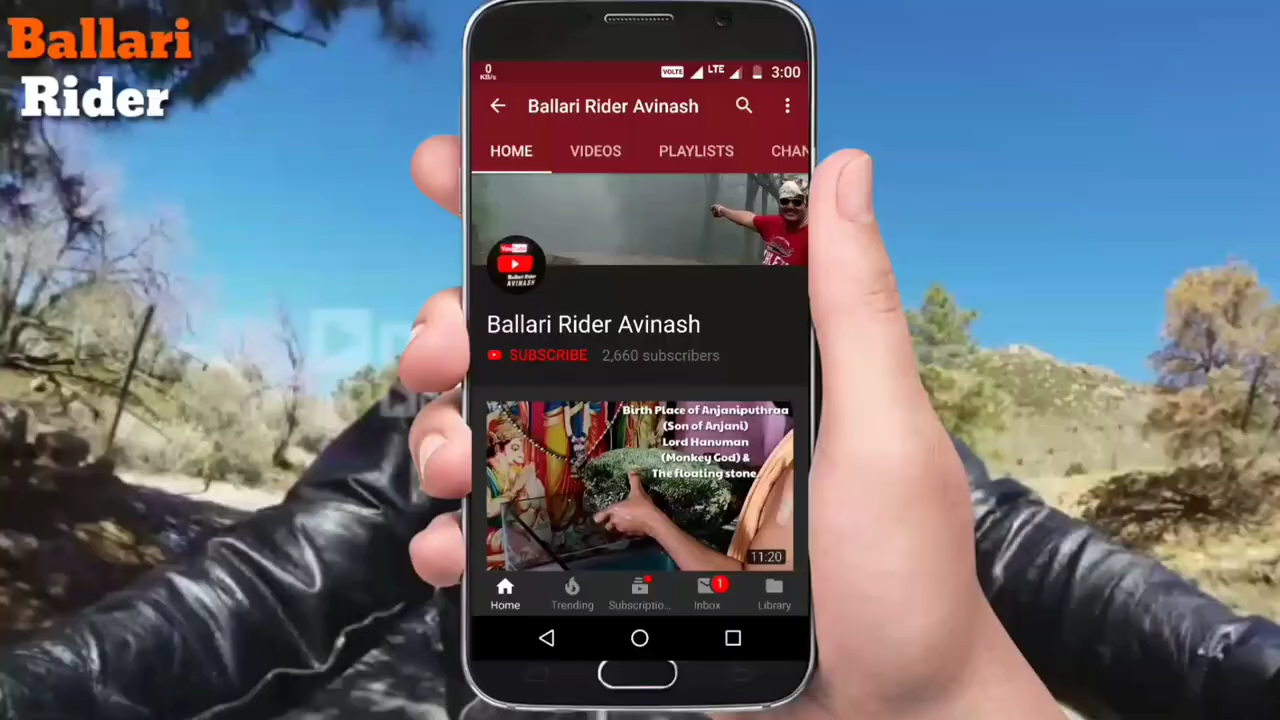 Ballari
Rider
0
KB/s
VOLTE
LTE
3:00
Ballari Rider Avinash
HOME
VIDEOS
PLAYLISTS
CHAN
YouTube
Ballari Rider
AVINASH
Ballari Rider Avinash
SUBSCRIBE
2,660 subscribers
Birth Place of Anjaniputhraa
(Son of Anjani)
Lord Hanuman
(Monkey God) &
The floating stone
11:20
Home
Trending
Subscriptio...
1
Inbox
Library